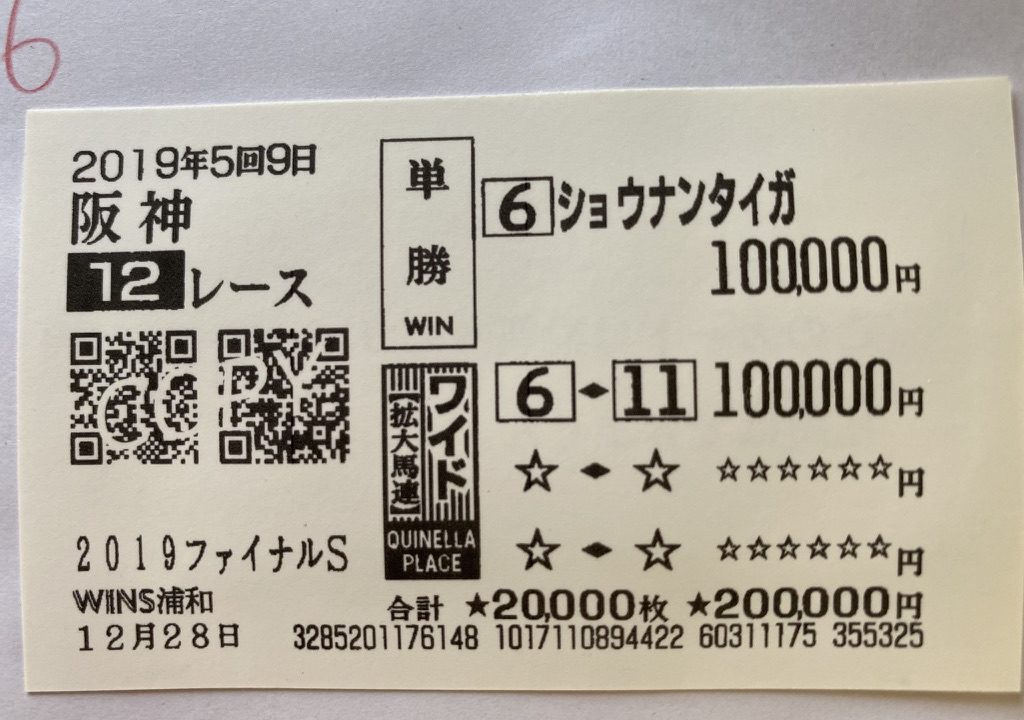 6
2019年5回9日
阪神
12レース
COPY
2019ファイナルS
WINS浦和
12月28日
単勝
WIN
6 ショウナンタイガ
100,000円
ワイド
【拡大馬連】
QUINELLA
PLACE
6 ◆ 11 100,000円
☆ ◆ ☆ ☆☆☆☆☆☆円
☆ ◆ ☆ ☆☆☆☆☆☆円
合計 ★20,000枚 ★200,000円
3285201176148 1017110894422 60311175 355325